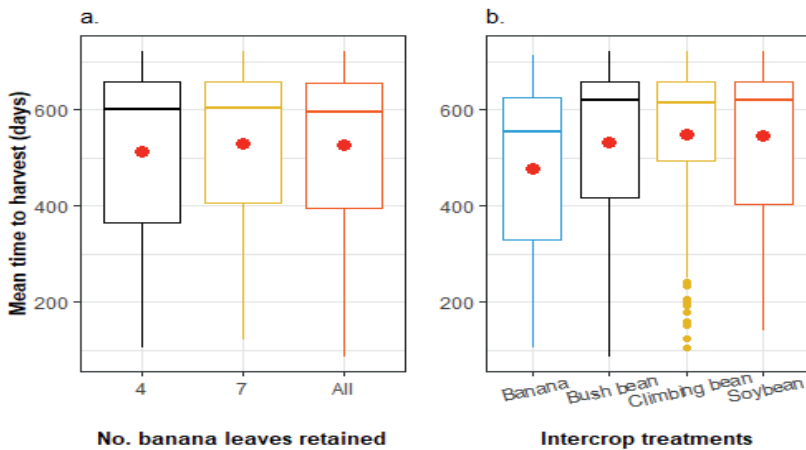 a.
b.
Mean time to harvest (days)
600
400
200
4
7
All
No. banana leaves retained
600
400
200
Banana
Bush bean
Climbing bean
Soybean
Intercrop treatments